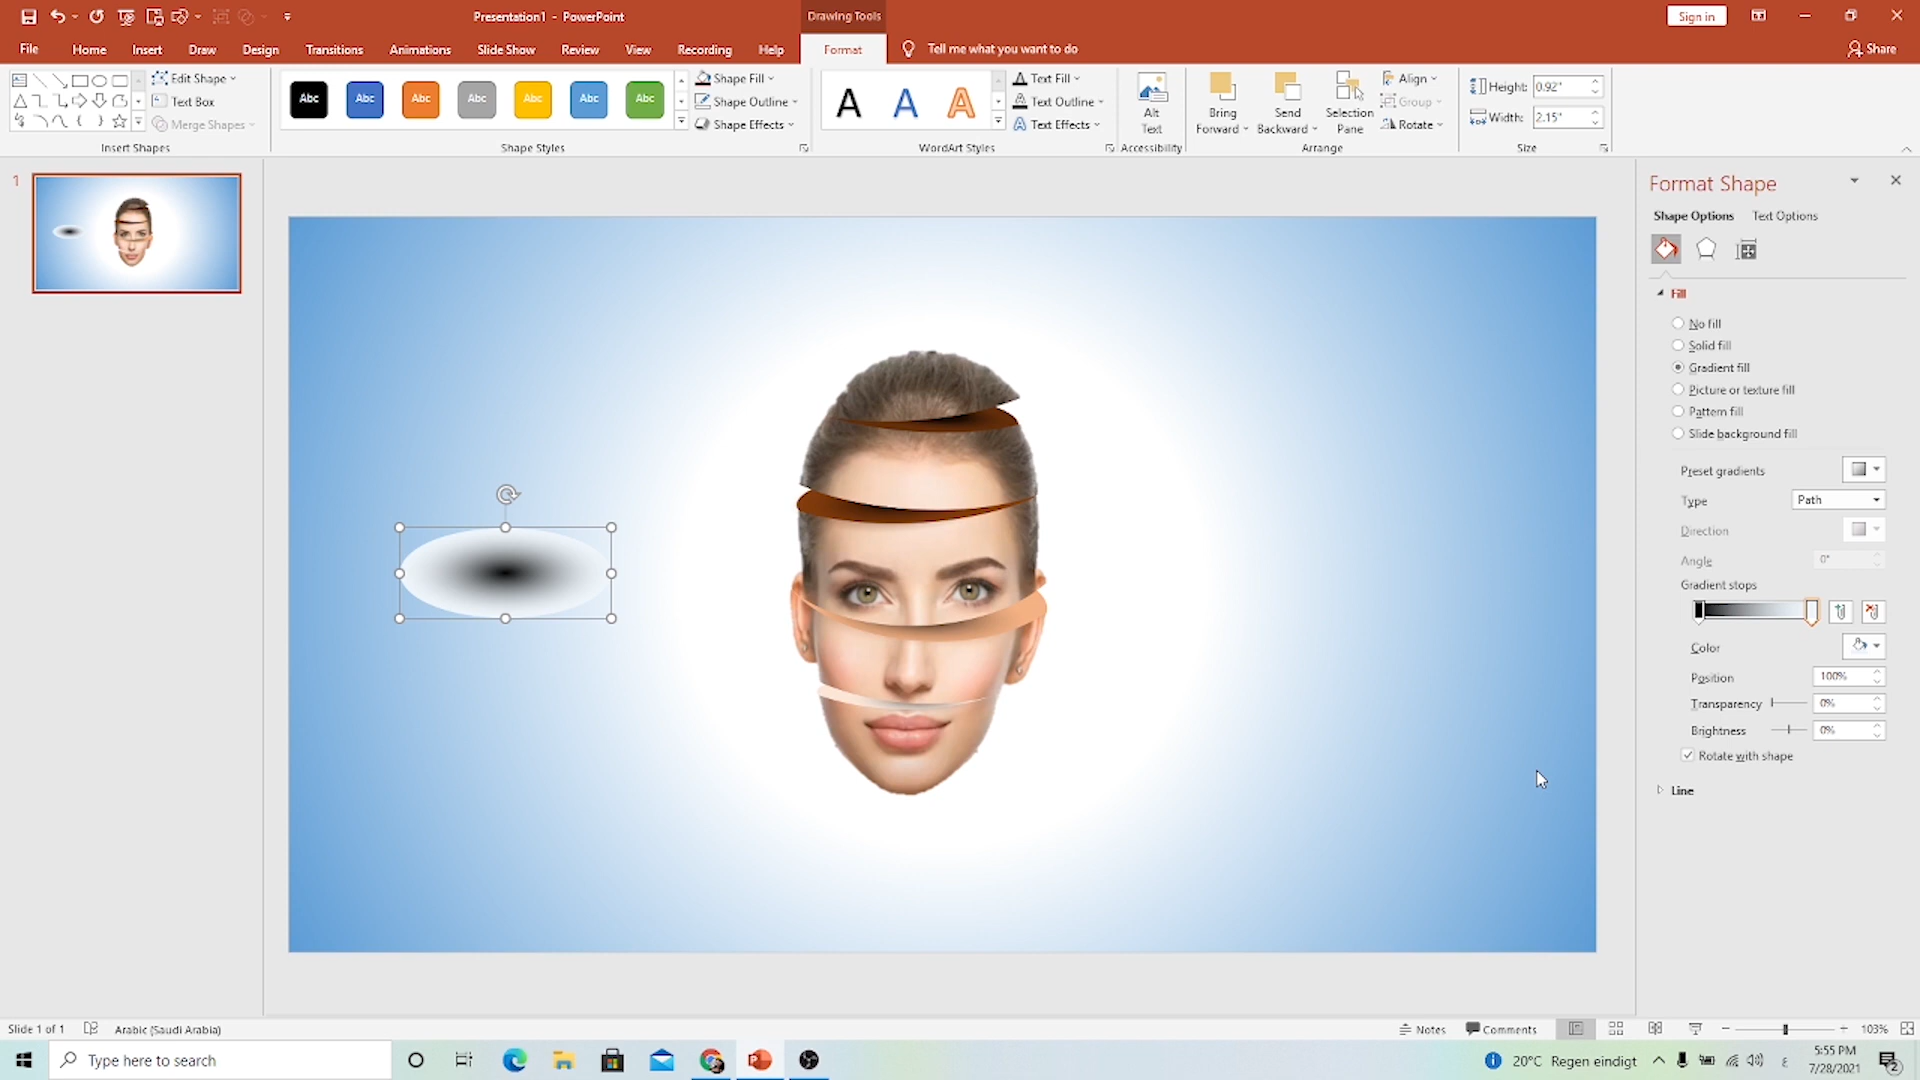 Presentation1 - PowerPoint
Drawing Tools
Sign in
File Home Insert Draw Design Transitions Animations Slide Show Review View Recording Help Format Tell me what you want to do Share
Edit Shape
Text Box
Merge Shapes
Insert Shapes
Abc Abc Abc Abc Abc Abc Abc
Shape Fill
Shape Outline
Shape Effects
Shape Styles
A A A
Text Fill
Text Outline
Text Effects
WordArt Styles
Alt
Text
Accessibility
Bring
Forward
Send
Backward
Selection
Pane
Align
Group
Rotate
Arrange
Height: 0.92"
Width: 2.15"
Size
1
Format Shape
Shape Options Text Options
Fill
No fill
Solid fill
Gradient fill
Picture or texture fill
Pattern fill
Slide background fill
Preset gradients
Type Path
Direction
Angle 0°
Gradient stops
Color
Position 100%
Transparency 0%
Brightness 0%
Rotate with shape
Line
Slide 1 of 1 Arabic (Saudi Arabia) Notes Comments 103%
Type here to search
20°C Regen eindigt
ع
5:55 PM
7/28/2021
2